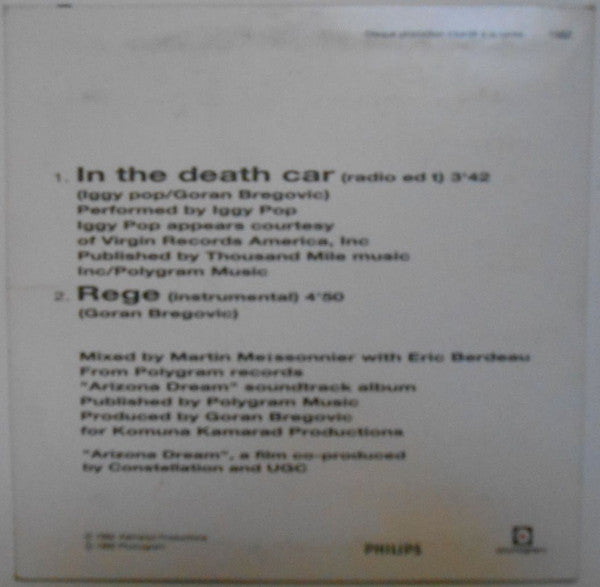 1. In the death car (radio ed t) 3'42
(Iggy pop/Goran Bregovic)
Performed by Iggy Pop
Iggy Pop appears courtesy
of Virgin Records America, Inc
Published by Thousand Mile music
Inc/Polygram Music
2. Rege (instrumental) 4'50
(Goran Bregovic)
Mixed by Martin Meissonnier with Eric Berdeau
From Polygram records
"Arizona Dream" soundtrack album
Published by Polygram Music
Produced by Goran Bregovic
for Komuna Kamarad Productions
"Arizona Dream", a film co-produced
by Constellation and UGC
PHILIPS